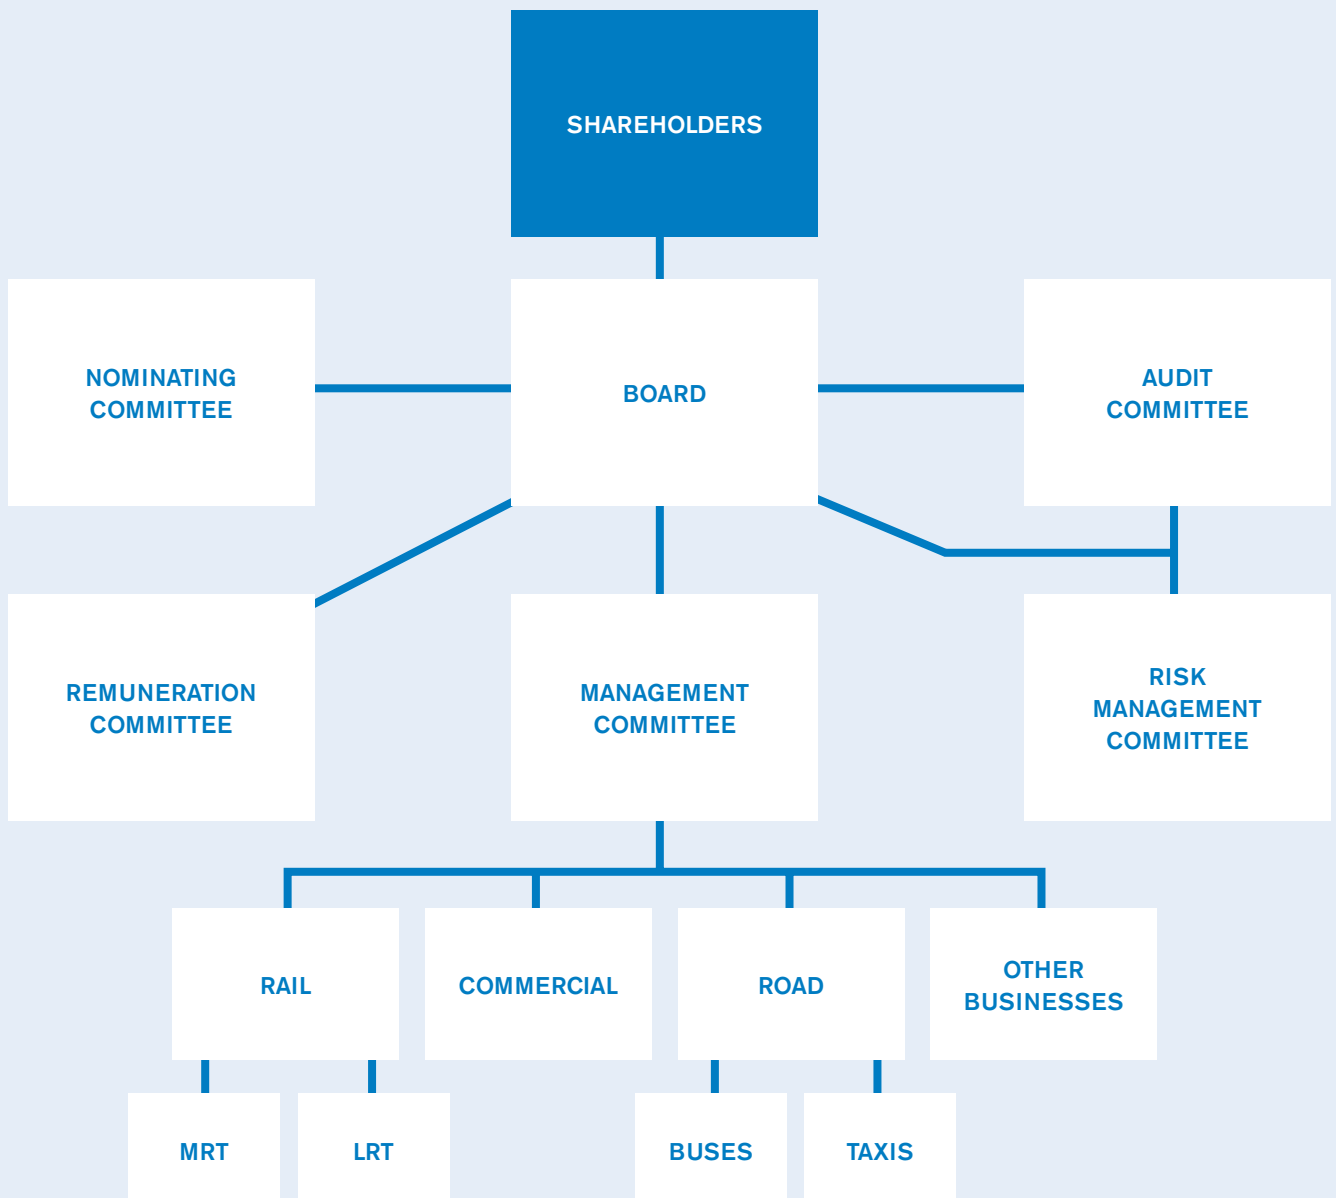 SHAREHOLDERS
NOMINATING
COMMITTEE
BOARD
AUDIT
COMMITTEE
REMUNERATION
COMMITTEE
MANAGEMENT
COMMITTEE
RISK
MANAGEMENT
COMMITTEE
RAIL
COMMERCIAL
ROAD
OTHER
BUSINESSES
MRT
LRT
BUSES
TAXIS